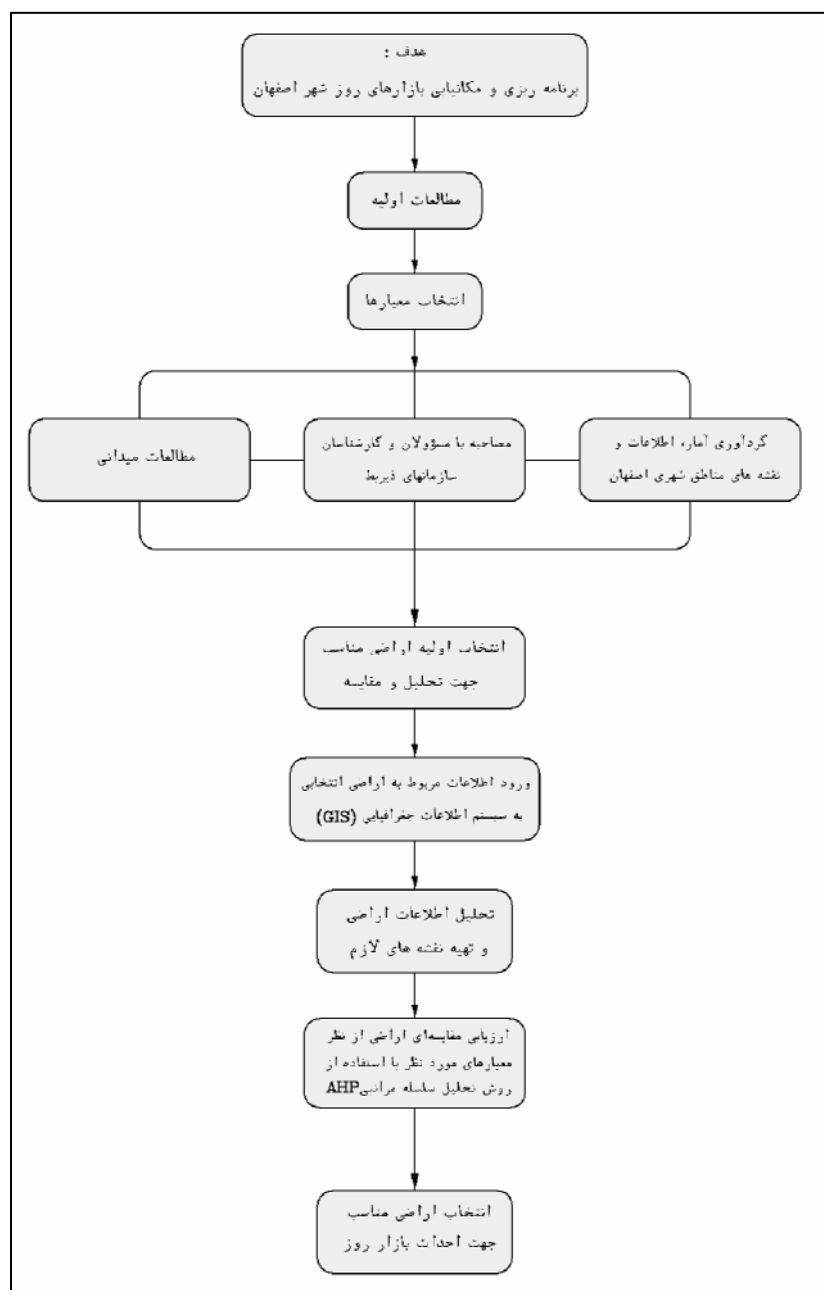 هدف :
برنامه ریزی و مکانیابی بازارهای روز شهر اصفهان
مطالعات اولیه
انتخاب معیارها
گردآوری آمار، اطلاعات و
نقشه های مناطق شهری اصفهان
مصاحبه با مسؤولان و کارشناسان
سازمانهای ذیربط
مطالعات میدانی
انتخاب اولیه اراضی مناسب
جهت تحلیل و مقایسه
ورود اطلاعات مربوط به اراضی انتخابی
به سیستم اطلاعات جغرافیایی (GIS)
تحلیل اطلاعات اراضی
و تهیه نقشه های لازم
ارزیابی مقایسه‌ای اراضی از نظر
معیارهای مورد نظر با استفاده از
روش تحلیل سلسله مراتبی AHP
انتخاب اراضی مناسب
جهت احداث بازار روز